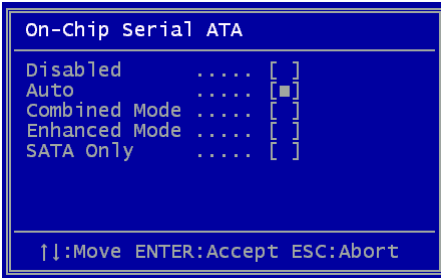 On-Chip Serial ATA
Disabled ..... [ ]
Auto ..... [■]
Combined Mode ..... [ ]
Enhanced Mode ..... [ ]
SATA Only ..... [ ]
↑↓:Move ENTER:Accept ESC:Abort